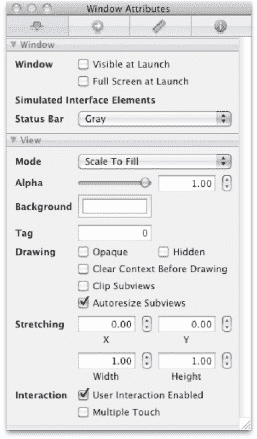 Window Attributes
Window
Window Visible at Launch
Full Screen at Launch
Simulated Interface Elements
Status Bar Gray
View
Mode Scale To Fill
Alpha 1.00
Background
Tag 0
Drawing Opaque Hidden
Clear Context Before Drawing
Clip Subviews
Autoresize Subviews
Stretching 0.00 0.00
X Y
1.00 1.00
Width Height
Interaction User Interaction Enabled
Multiple Touch